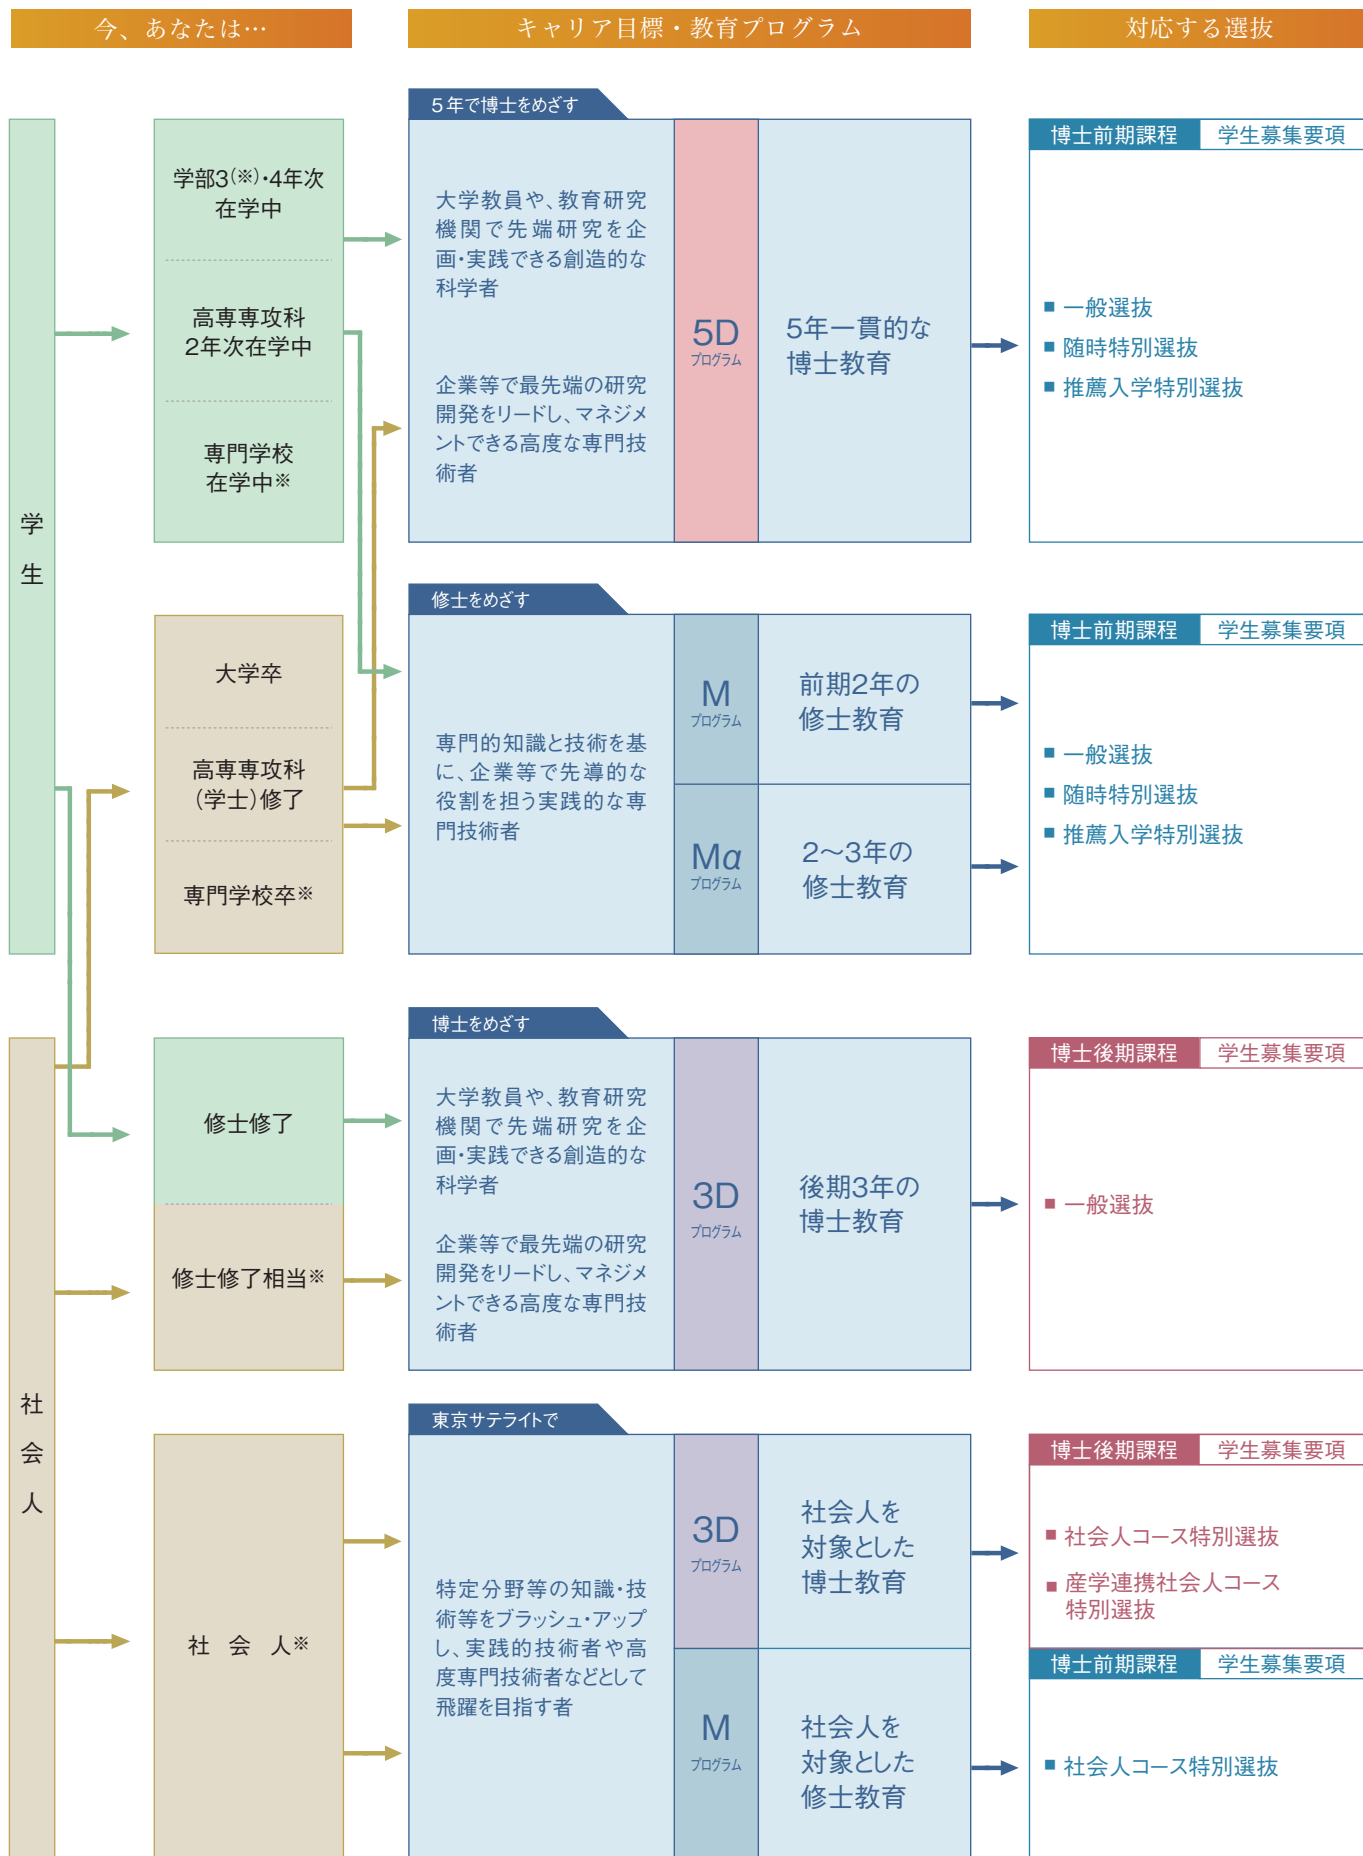 今、あなたは…
キャリア目標・教育プログラム
対応する選抜
学生
社会人
学部3(※)・4年次
在学中
高専専攻科
2年次在学中
専門学校
在学中※
5年で博士をめざす
大学教員や、教育研究
機関で先端研究を企
画・実践できる創造的な
科学者
企業等で最先端の研究
開発をリードし、マネジメ
ントできる高度な専門技
術者
5D
プログラム
5年一貫的な
博士教育
博士前期課程 学生募集要項
■ 一般選抜
■ 随時特別選抜
■ 推薦入学特別選抜
大学卒
高専専攻科
(学士)修了
専門学校卒※
修士をめざす
専門的知識と技術を基
に、企業等で先導的な
役割を担う実践的な専
門技術者
M
プログラム
前期2年の
修士教育
Mα
プログラム
2〜3年の
修士教育
博士前期課程 学生募集要項
■ 一般選抜
■ 随時特別選抜
■ 推薦入学特別選抜
修士修了
修士修了相当※
博士をめざす
大学教員や、教育研究
機関で先端研究を企
画・実践できる創造的な
科学者
企業等で最先端の研究
開発をリードし、マネジメ
ントできる高度な専門技
術者
3D
プログラム
後期3年の
博士教育
博士後期課程 学生募集要項
■ 一般選抜
社 会 人※
東京サテライトで
特定分野等の知識・技
術等をブラッシュ・アップ
し、実践的技術者や高
度専門技術者などとして
飛躍を目指す者
3D
プログラム
社会人を
対象とした
博士教育
博士後期課程 学生募集要項
■ 社会人コース特別選抜
■ 産学連携社会人コース
特別選抜
M
プログラム
社会人を
対象とした
修士教育
博士前期課程 学生募集要項
■ 社会人コース特別選抜